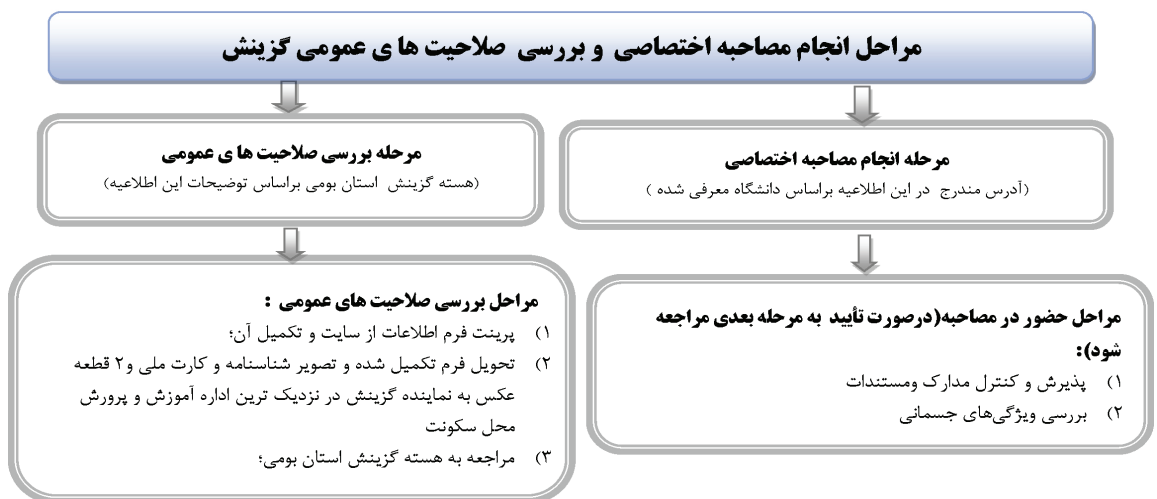 مراحل انجام مصاحبه اختصاصی و بررسی صلاحیت ها ی عمومی گزینش
مرحله انجام مصاحبه اختصاصی
(آدرس مندرج در این اطلاعیه براساس دانشگاه معرفی شده )
مراحل حضور در مصاحبه(درصورت تأیید به مرحله بعدی مراجعه
شود):
۱) پذیرش و کنترل مدارک ومستندات
۲) بررسی ویژگی‌های جسمانی
مرحله بررسی صلاحیت ها ی عمومی
(هسته گزینش استان بومی براساس توضیحات این اطلاعیه)
مراحل بررسی صلاحیت های عمومی :
۱) پرینت فرم اطلاعات از سایت و تکمیل آن؛
۲) تحویل فرم تکمیل شده و تصویر شناسنامه و کارت ملی و۲ قطعه
عکس به نماینده گزینش در نزدیک ترین اداره آموزش و پرورش
محل سکونت
۳) مراجعه به هسته گزینش استان بومی؛